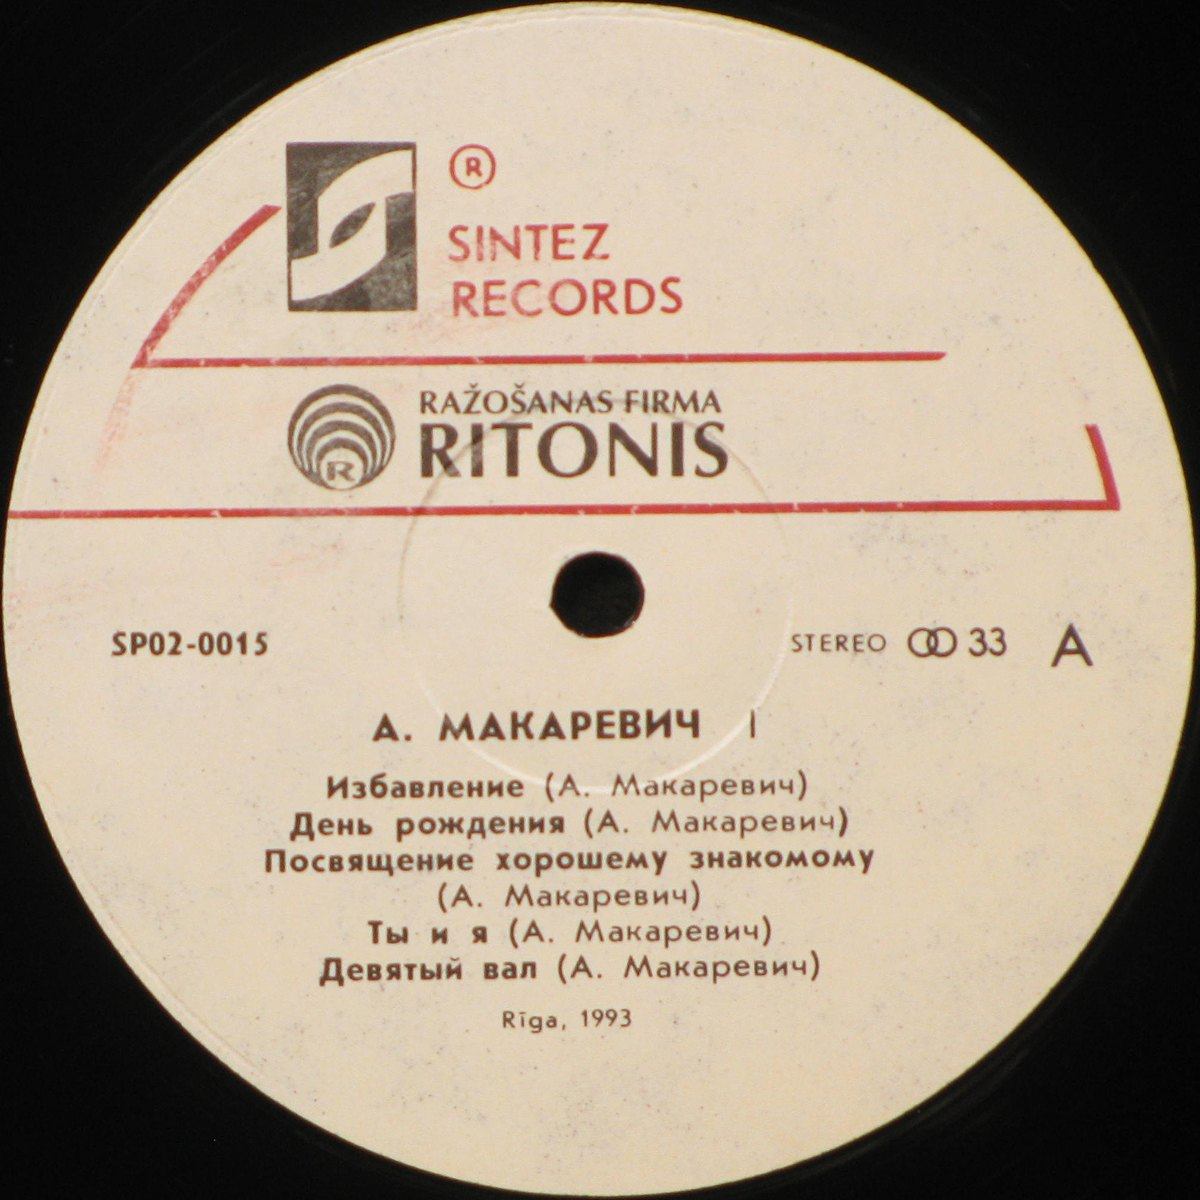 ®
SINTEZ
RECORDS
RAŽOŠANAS FIRMA
RITONIS
R
SP02-0015
STEREO 33 A
А. МАКАРЕВИЧ I
Избавление (А. Макаревич)
День рождения (А. Макаревич)
Посвящение хорошему знакомому
(А. Макаревич)
Ты и я (А. Макаревич)
Девятый вал (А. Макаревич)
Rīga, 1993